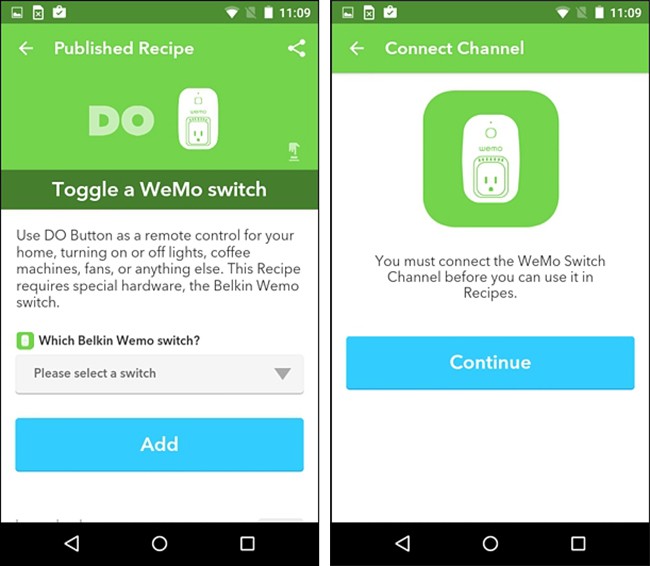 11:09
Published Recipe
DO
wemo
Toggle a WeMo switch
Use DO Button as a remote control for your
home, turning on or off lights, coffee
machines, fans, or anything else. This Recipe
requires special hardware, the Belkin Wemo
switch.
Which Belkin Wemo switch?
Please select a switch
Add
11:09
Connect Channel
wemo
You must connect the WeMo Switch
Channel before you can use it in
Recipes.
Continue